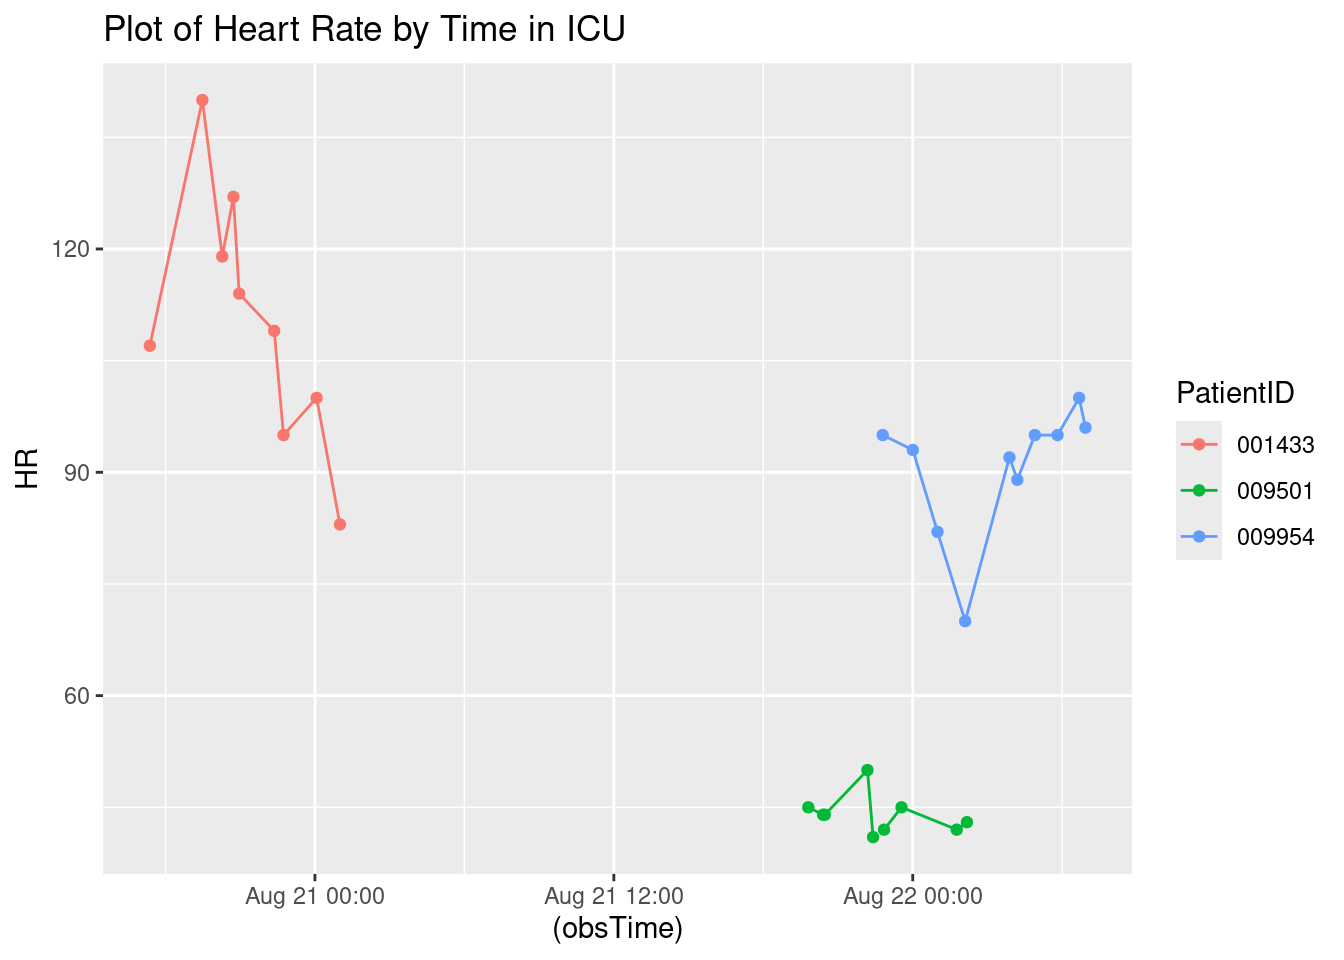 Plot of Heart Rate by Time in ICU
HR
120
90
60
Aug 21 00:00
Aug 21 12:00
Aug 22 00:00
(obsTime)
PatientID
001433
009501
009954